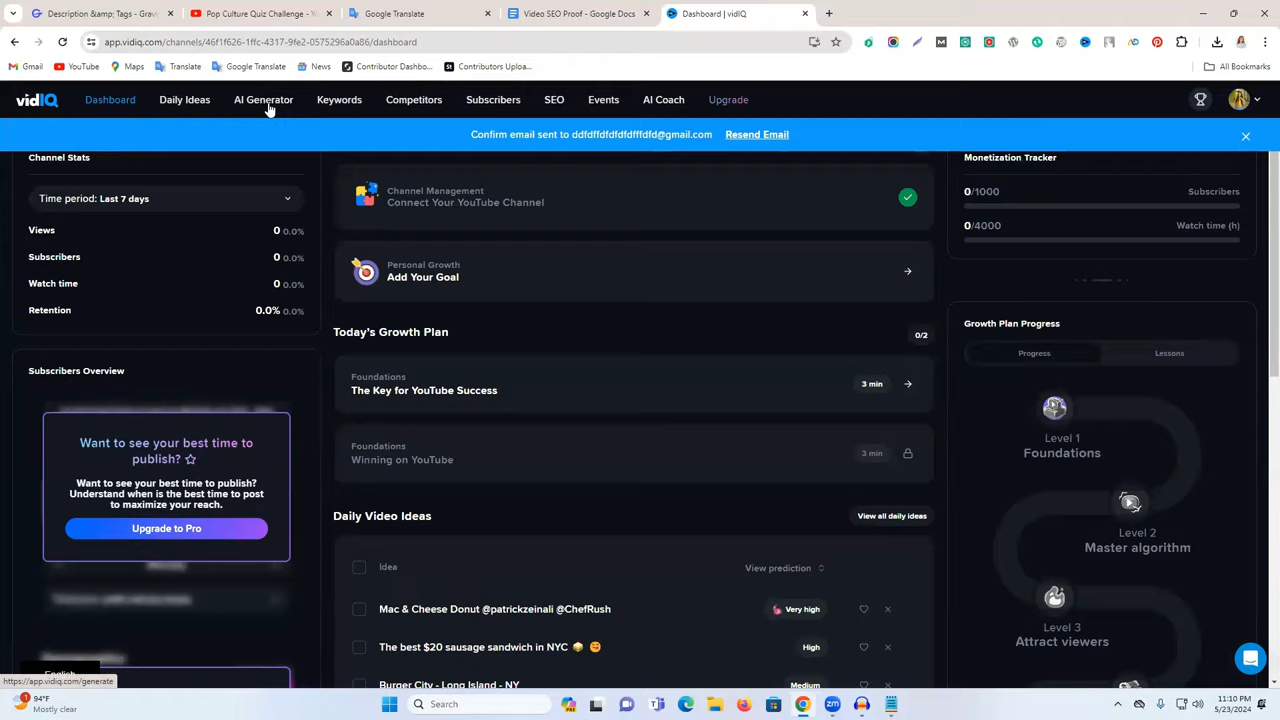 Description &amp; Tags - Grav
Pop Culture Quiz Challenge - Y
Google Translate
Video SEO Proof - Google Docs
Dashboard | vidIQ
app.vidiq.com/channels/46f1f626-1ffc-4317-9fe2-0575296a0a86/dashboard
Gmail
YouTube
Maps
Translate
Google Translate
News
Contributor Dashbo...
Contributors Uploa...
All Bookmarks
vidIQ
Dashboard
Daily Ideas
AI Generator
Keywords
Competitors
Subscribers
SEO
Events
AI Coach
Upgrade
Confirm email sent to ddfdffdfdfdfdfffdfd@gmail.com Resend Email
Channel Stats
Time period: Last 7 days
Views 0 0.0%
Subscribers 0 0.0%
Watch time 0 0.0%
Retention 0.0% 0.0%
Subscribers Overview
Want to see your best time to
publish?
Want to see your best time to publish?
Understand when is the best time to post
to maximize your reach.
Upgrade to Pro
English
https://app.vidiq.com/generate
Channel Management
Connect Your YouTube Channel
Personal Growth
Add Your Goal
Today's Growth Plan 0/2
Foundations
The Key for YouTube Success 3 min
Foundations
Winning on YouTube 3 min
Daily Video Ideas View all daily ideas
Idea View prediction
Mac & Cheese Donut @patrickzeinali @ChefRush Very high
The best $20 sausage sandwich in NYC High
Burger City - Long Island - NY Medium
Monetization Tracker
0/1000 Subscribers
0/4000 Watch time (h)
Growth Plan Progress
Progress Lessons
Level 1
Foundations
Level 2
Master algorithm
Level 3
Attract viewers
94°F
Mostly clear
Search
11:10 PM
5/23/2024